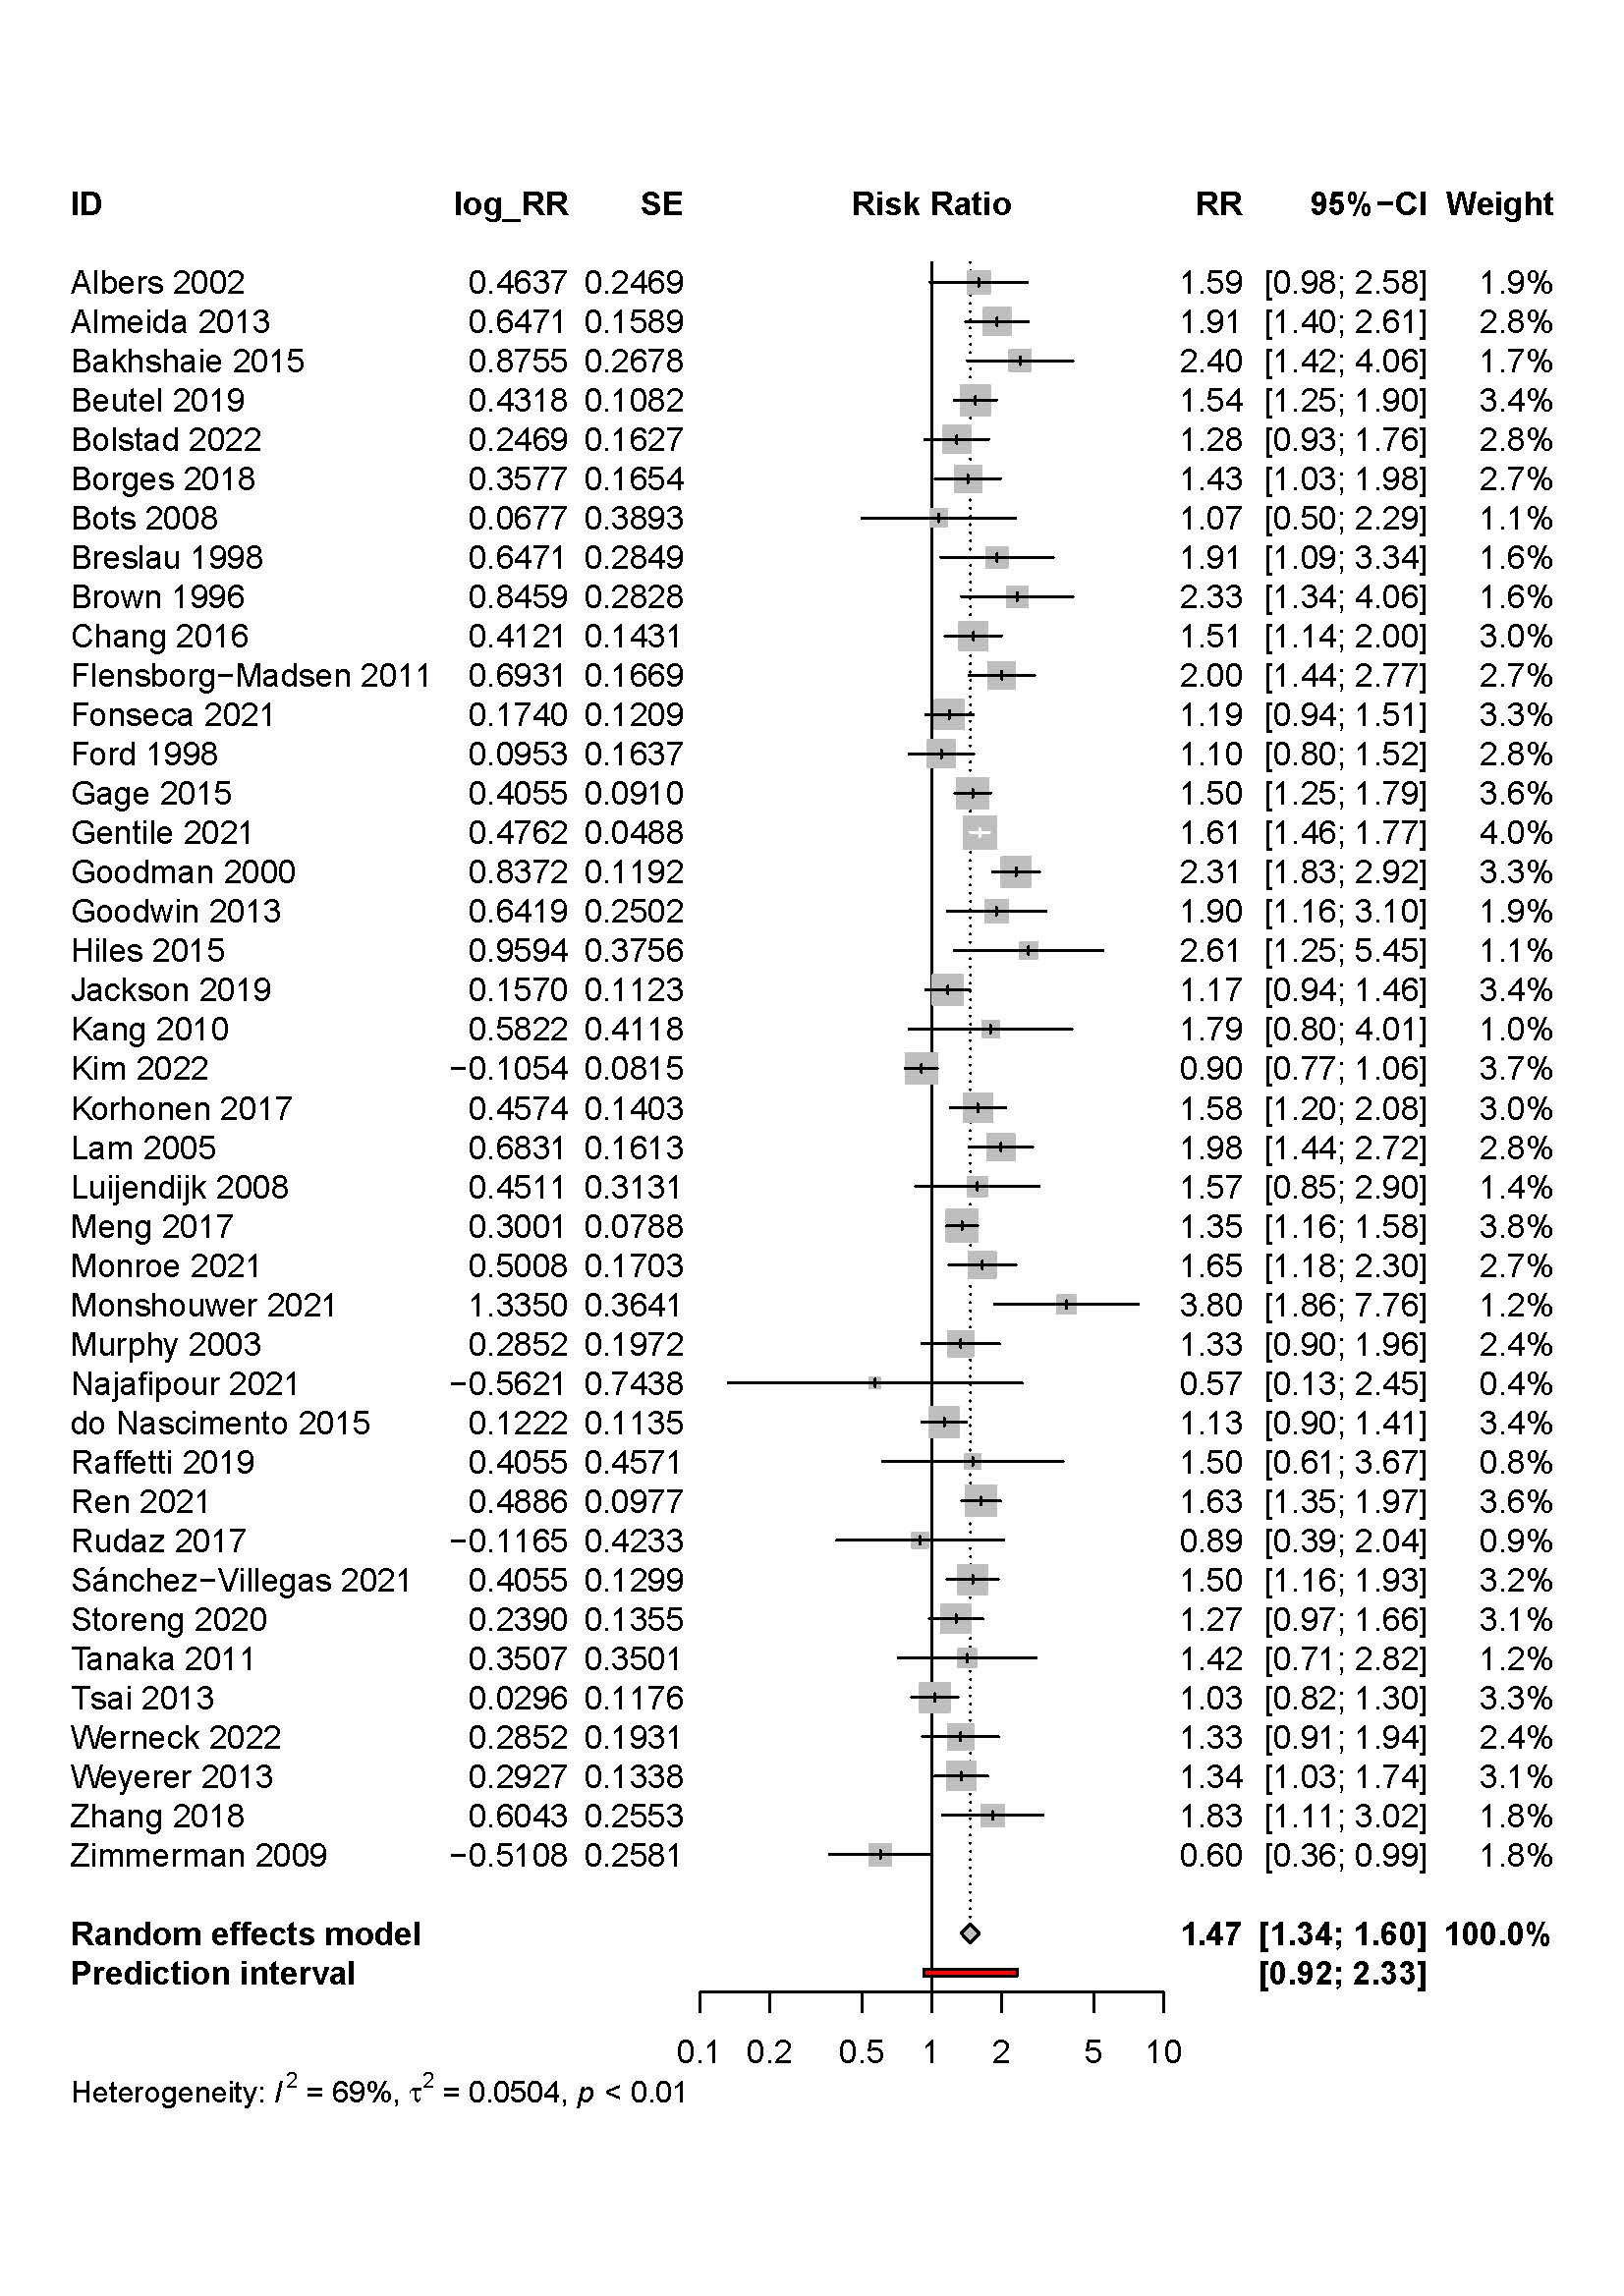 ID log_RR SE Risk Ratio RR 95%−CI Weight
Albers 2002 0.4637 0.2469 1.59 [0.98; 2.58] 1.9%
Almeida 2013 0.6471 0.1589 1.91 [1.40; 2.61] 2.8%
Bakhshaie 2015 0.8755 0.2678 2.40 [1.42; 4.06] 1.7%
Beutel 2019 0.4318 0.1082 1.54 [1.25; 1.90] 3.4%
Bolstad 2022 0.2469 0.1627 1.28 [0.93; 1.76] 2.8%
Borges 2018 0.3577 0.1654 1.43 [1.03; 1.98] 2.7%
Bots 2008 0.0677 0.3893 1.07 [0.50; 2.29] 1.1%
Breslau 1998 0.6471 0.2849 1.91 [1.09; 3.34] 1.6%
Brown 1996 0.8459 0.2828 2.33 [1.34; 4.06] 1.6%
Chang 2016 0.4121 0.1431 1.51 [1.14; 2.00] 3.0%
Flensborg−Madsen 2011 0.6931 0.1669 2.00 [1.44; 2.77] 2.7%
Fonseca 2021 0.1740 0.1209 1.19 [0.94; 1.51] 3.3%
Ford 1998 0.0953 0.1637 1.10 [0.80; 1.52] 2.8%
Gage 2015 0.4055 0.0910 1.50 [1.25; 1.79] 3.6%
Gentile 2021 0.4762 0.0488 1.61 [1.46; 1.77] 4.0%
Goodman 2000 0.8372 0.1192 2.31 [1.83; 2.92] 3.3%
Goodwin 2013 0.6419 0.2502 1.90 [1.16; 3.10] 1.9%
Hiles 2015 0.9594 0.3756 2.61 [1.25; 5.45] 1.1%
Jackson 2019 0.1570 0.1123 1.17 [0.94; 1.46] 3.4%
Kang 2010 0.5822 0.4118 1.79 [0.80; 4.01] 1.0%
Kim 2022 −0.1054 0.0815 0.90 [0.77; 1.06] 3.7%
Korhonen 2017 0.4574 0.1403 1.58 [1.20; 2.08] 3.0%
Lam 2005 0.6831 0.1613 1.98 [1.44; 2.72] 2.8%
Luijendijk 2008 0.4511 0.3131 1.57 [0.85; 2.90] 1.4%
Meng 2017 0.3001 0.0788 1.35 [1.16; 1.58] 3.8%
Monroe 2021 0.5008 0.1703 1.65 [1.18; 2.30] 2.7%
Monshouwer 2021 1.3350 0.3641 3.80 [1.86; 7.76] 1.2%
Murphy 2003 0.2852 0.1972 1.33 [0.90; 1.96] 2.4%
Najafipour 2021 −0.5621 0.7438 0.57 [0.13; 2.45] 0.4%
do Nascimento 2015 0.1222 0.1135 1.13 [0.90; 1.41] 3.4%
Raffetti 2019 0.4055 0.4571 1.50 [0.61; 3.67] 0.8%
Ren 2021 0.4886 0.0977 1.63 [1.35; 1.97] 3.6%
Rudaz 2017 −0.1165 0.4233 0.89 [0.39; 2.04] 0.9%
Sánchez−Villegas 2021 0.4055 0.1299 1.50 [1.16; 1.93] 3.2%
Storeng 2020 0.2390 0.1355 1.27 [0.97; 1.66] 3.1%
Tanaka 2011 0.3507 0.3501 1.42 [0.71; 2.82] 1.2%
Tsai 2013 0.0296 0.1176 1.03 [0.82; 1.30] 3.3%
Werneck 2022 0.2852 0.1931 1.33 [0.91; 1.94] 2.4%
Weyerer 2013 0.2927 0.1338 1.34 [1.03; 1.74] 3.1%
Zhang 2018 0.6043 0.2553 1.83 [1.11; 3.02] 1.8%
Zimmerman 2009 −0.5108 0.2581 0.60 [0.36; 0.99] 1.8%
Random effects model 1.47 [1.34; 1.60] 100.0%
Prediction interval [0.92; 2.33]
0.1 0.2 0.5 1 2 5 10
Heterogeneity: I² = 69%, τ² = 0.0504, p < 0.01